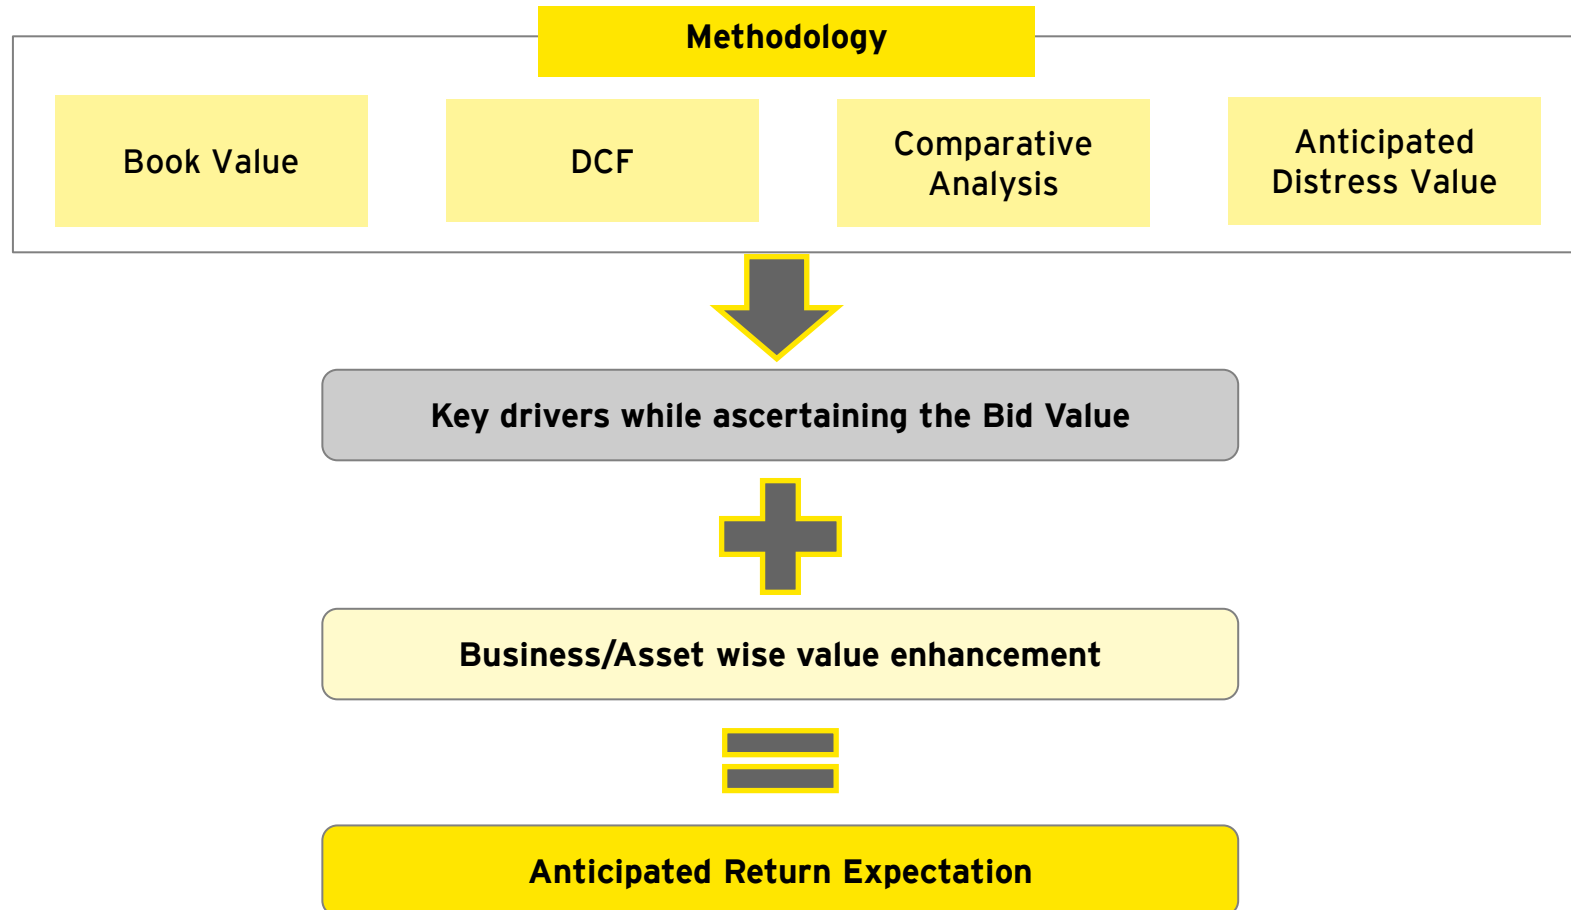 Methodology
Book Value
DCF
Comparative
Analysis
Anticipated
Distress Value
Key drivers while ascertaining the Bid Value
Business/Asset wise value enhancement
Anticipated Return Expectation